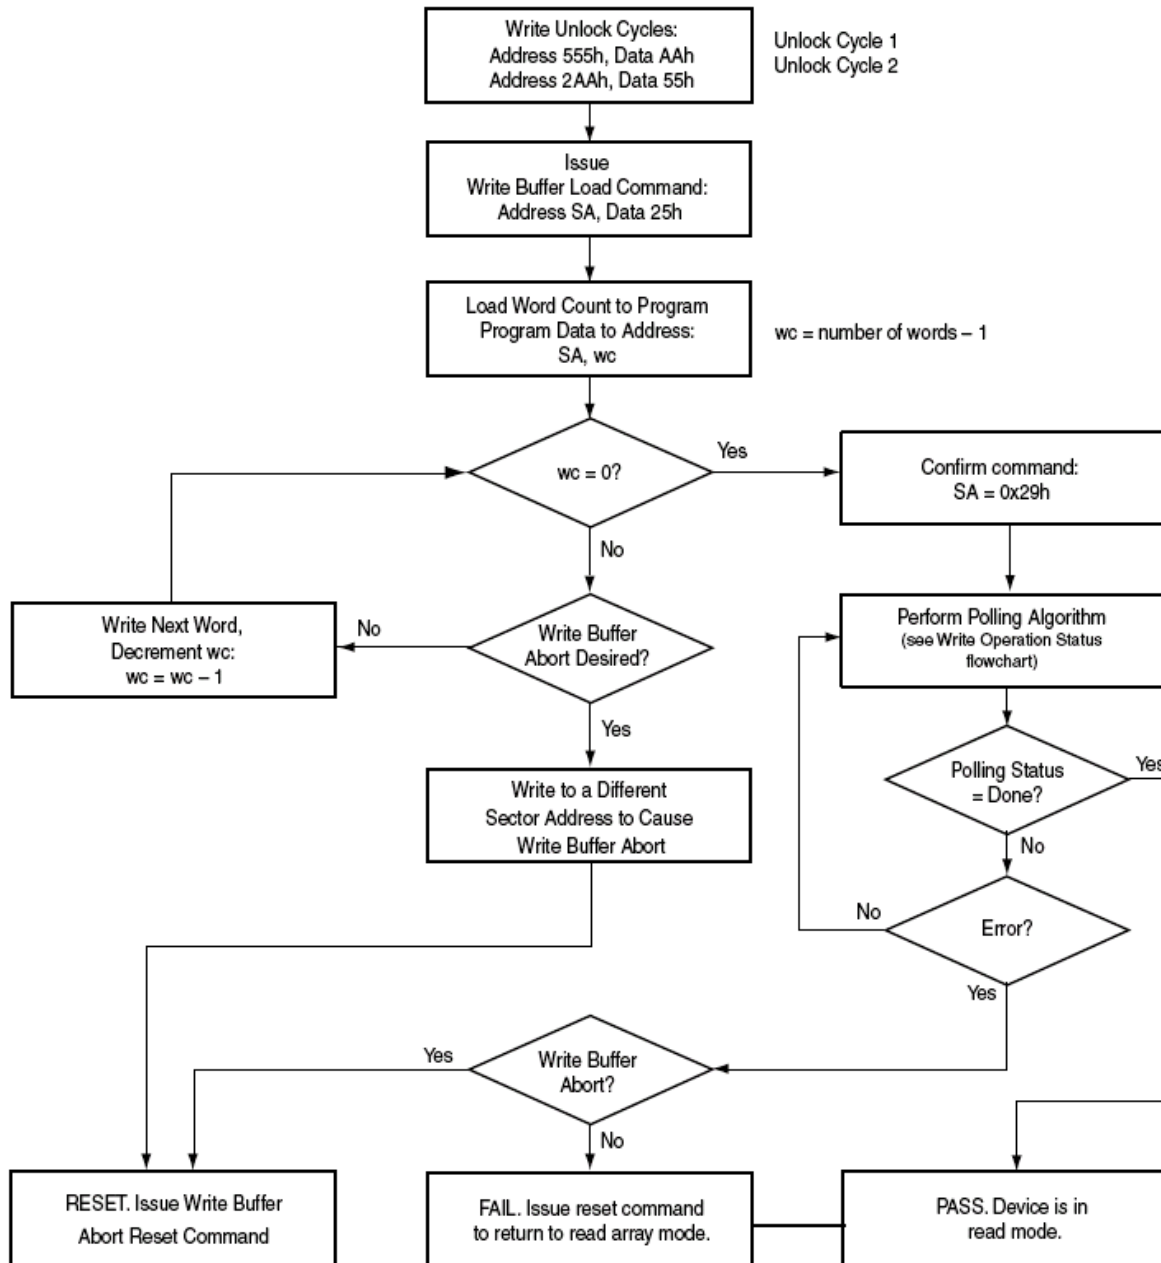 Write Unlock Cycles:
Address 555h, Data AAh
Address 2AAh, Data 55h
Unlock Cycle 1
Unlock Cycle 2
Issue
Write Buffer Load Command:
Address SA, Data 25h
Load Word Count to Program
Program Data to Address:
SA, wc
wc = number of words – 1
wc = 0?
Yes
Confirm command:
SA = 0x29h
No
Write Next Word,
Decrement wc:
wc = wc – 1
No
Write Buffer
Abort Desired?
Perform Polling Algorithm
(see Write Operation Status
flowchart)
Yes
Polling Status
= Done?
Yes
Write to a Different
Sector Address to Cause
Write Buffer Abort
No
No
Error?
Yes
Yes
Write Buffer
Abort?
No
RESET. Issue Write Buffer
Abort Reset Command
FAIL. Issue reset command
to return to read array mode.
PASS. Device is in
read mode.